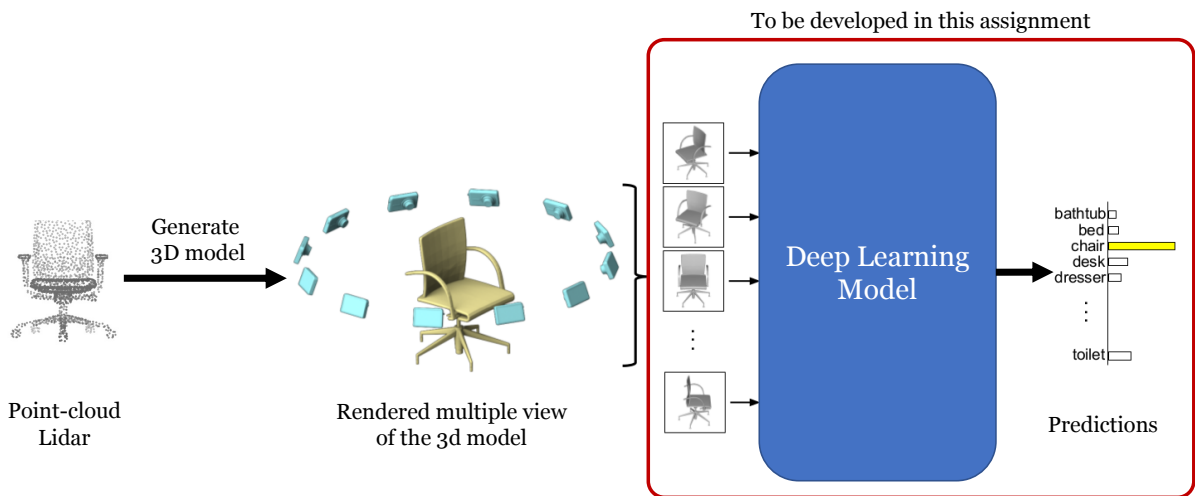 To be developed in this assignment
Generate
3D model
Deep Learning
Model
bathtub
bed
chair
desk
dresser
toilet
Point-cloud
Lidar
Rendered multiple view
of the 3d model
Predictions